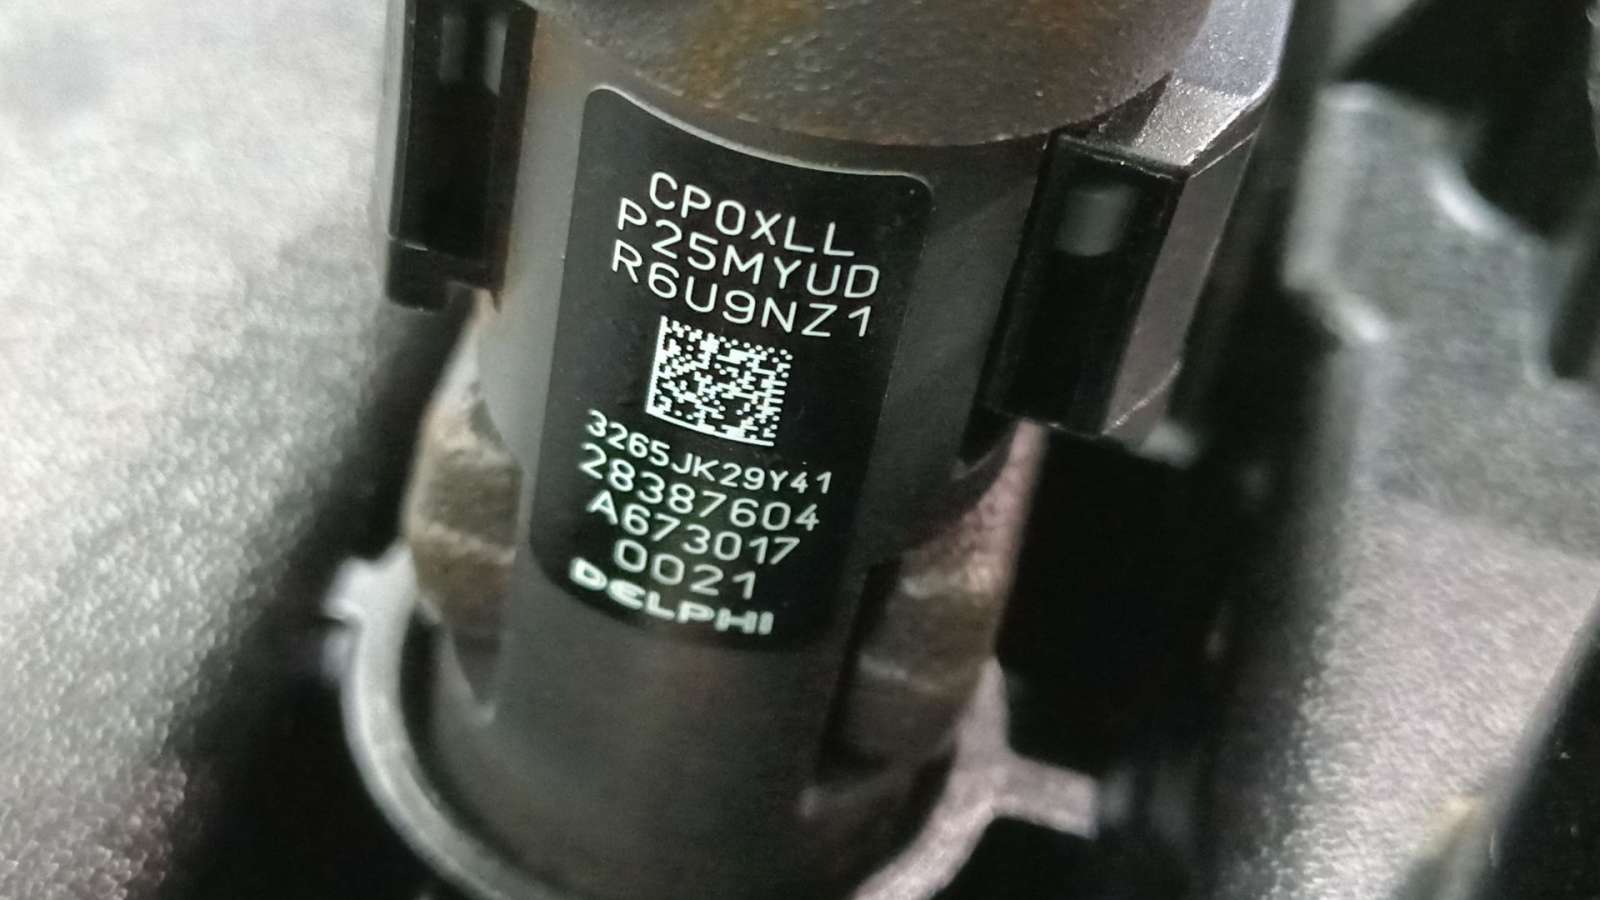 CP0XLL
P25MYUD
R6U9NZ1
3265JK29Y41
28387604
A673017
0021
DELPHI